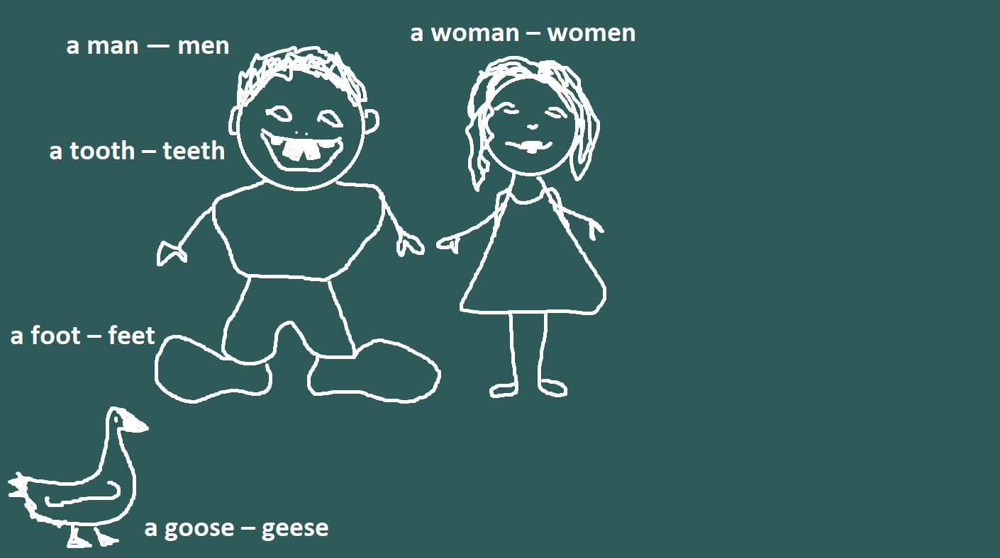 a man — men
a woman – women
a tooth – teeth
a foot – feet
a goose – geese